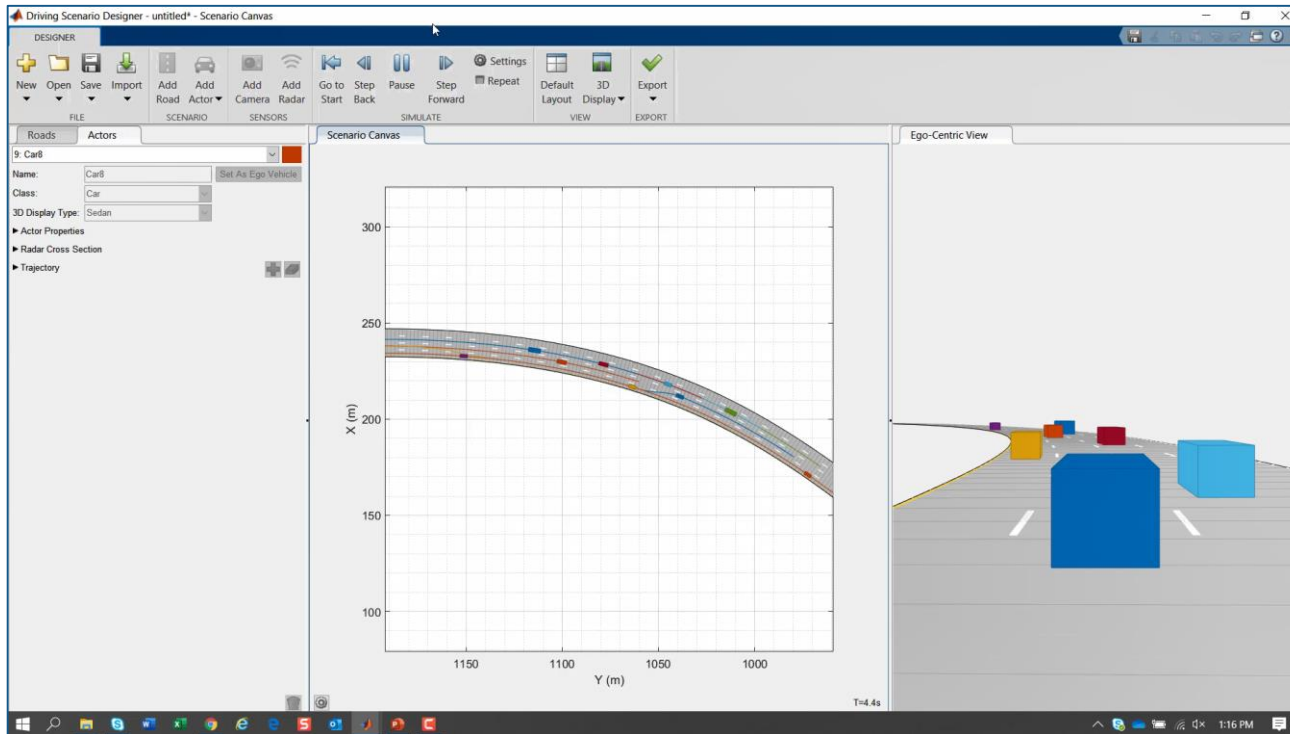 Driving Scenario Designer - untitled* - Scenario Canvas
DESIGNER
New Open Save Import Add Road Add Actor Add Camera Add Radar Go to Start Step Back Pause Step Forward Settings Repeat Default Layout 3D Display Export
FILE SCENARIO SENSORS SIMULATE VIEW EXPORT
Roads Actors
9: Car8
Name: Car8 Set As Ego Vehicle
Class: Car
3D Display Type: Sedan
Actor Properties
Radar Cross Section
Trajectory
Scenario Canvas
300
250
200
150
100
X (m)
1150 1100 1050 1000
Y (m)
T=4.4s
Ego-Centric View
1:16 PM